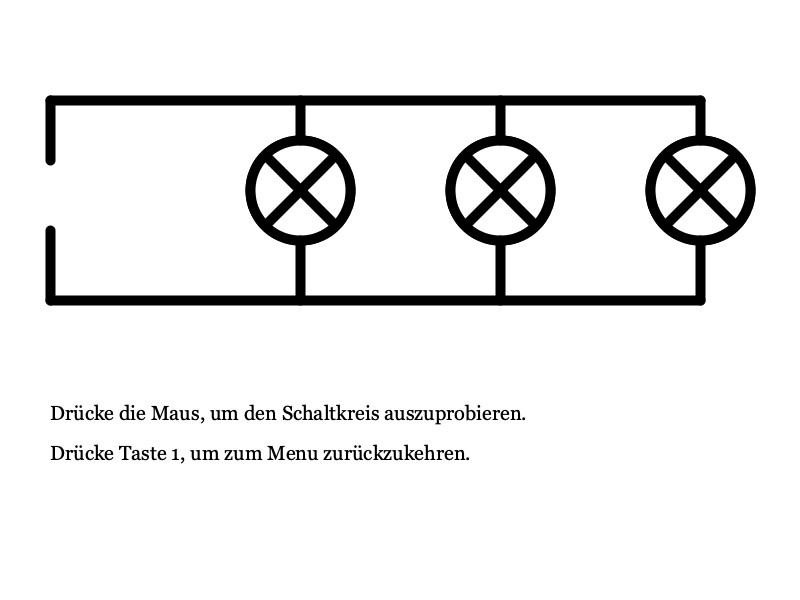 Drücke die Maus, um den Schaltkreis auszuprobieren.
Drücke Taste 1, um zum Menu zurückzukehren.